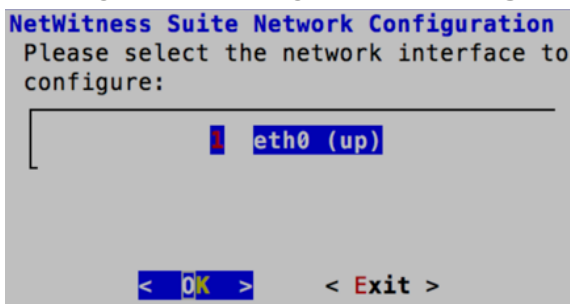 NetWitness Suite Network Configuration
Please select the network interface to
configure:
1 eth0 (up)
< OK > < Exit >